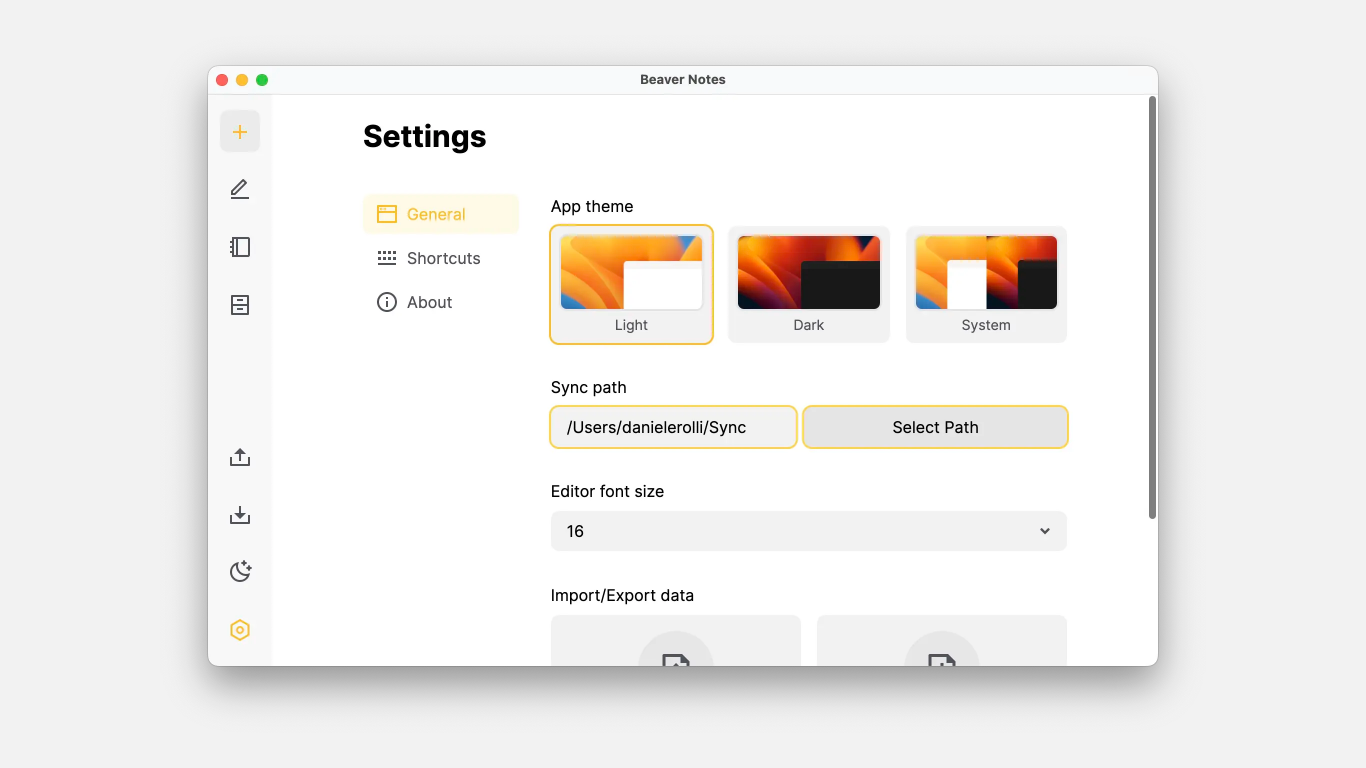 Beaver Notes
Settings
General
Shortcuts
About
App theme
Light
Dark
System
Sync path
/Users/danielerolli/Sync
Select Path
Editor font size
16
Import/Export data